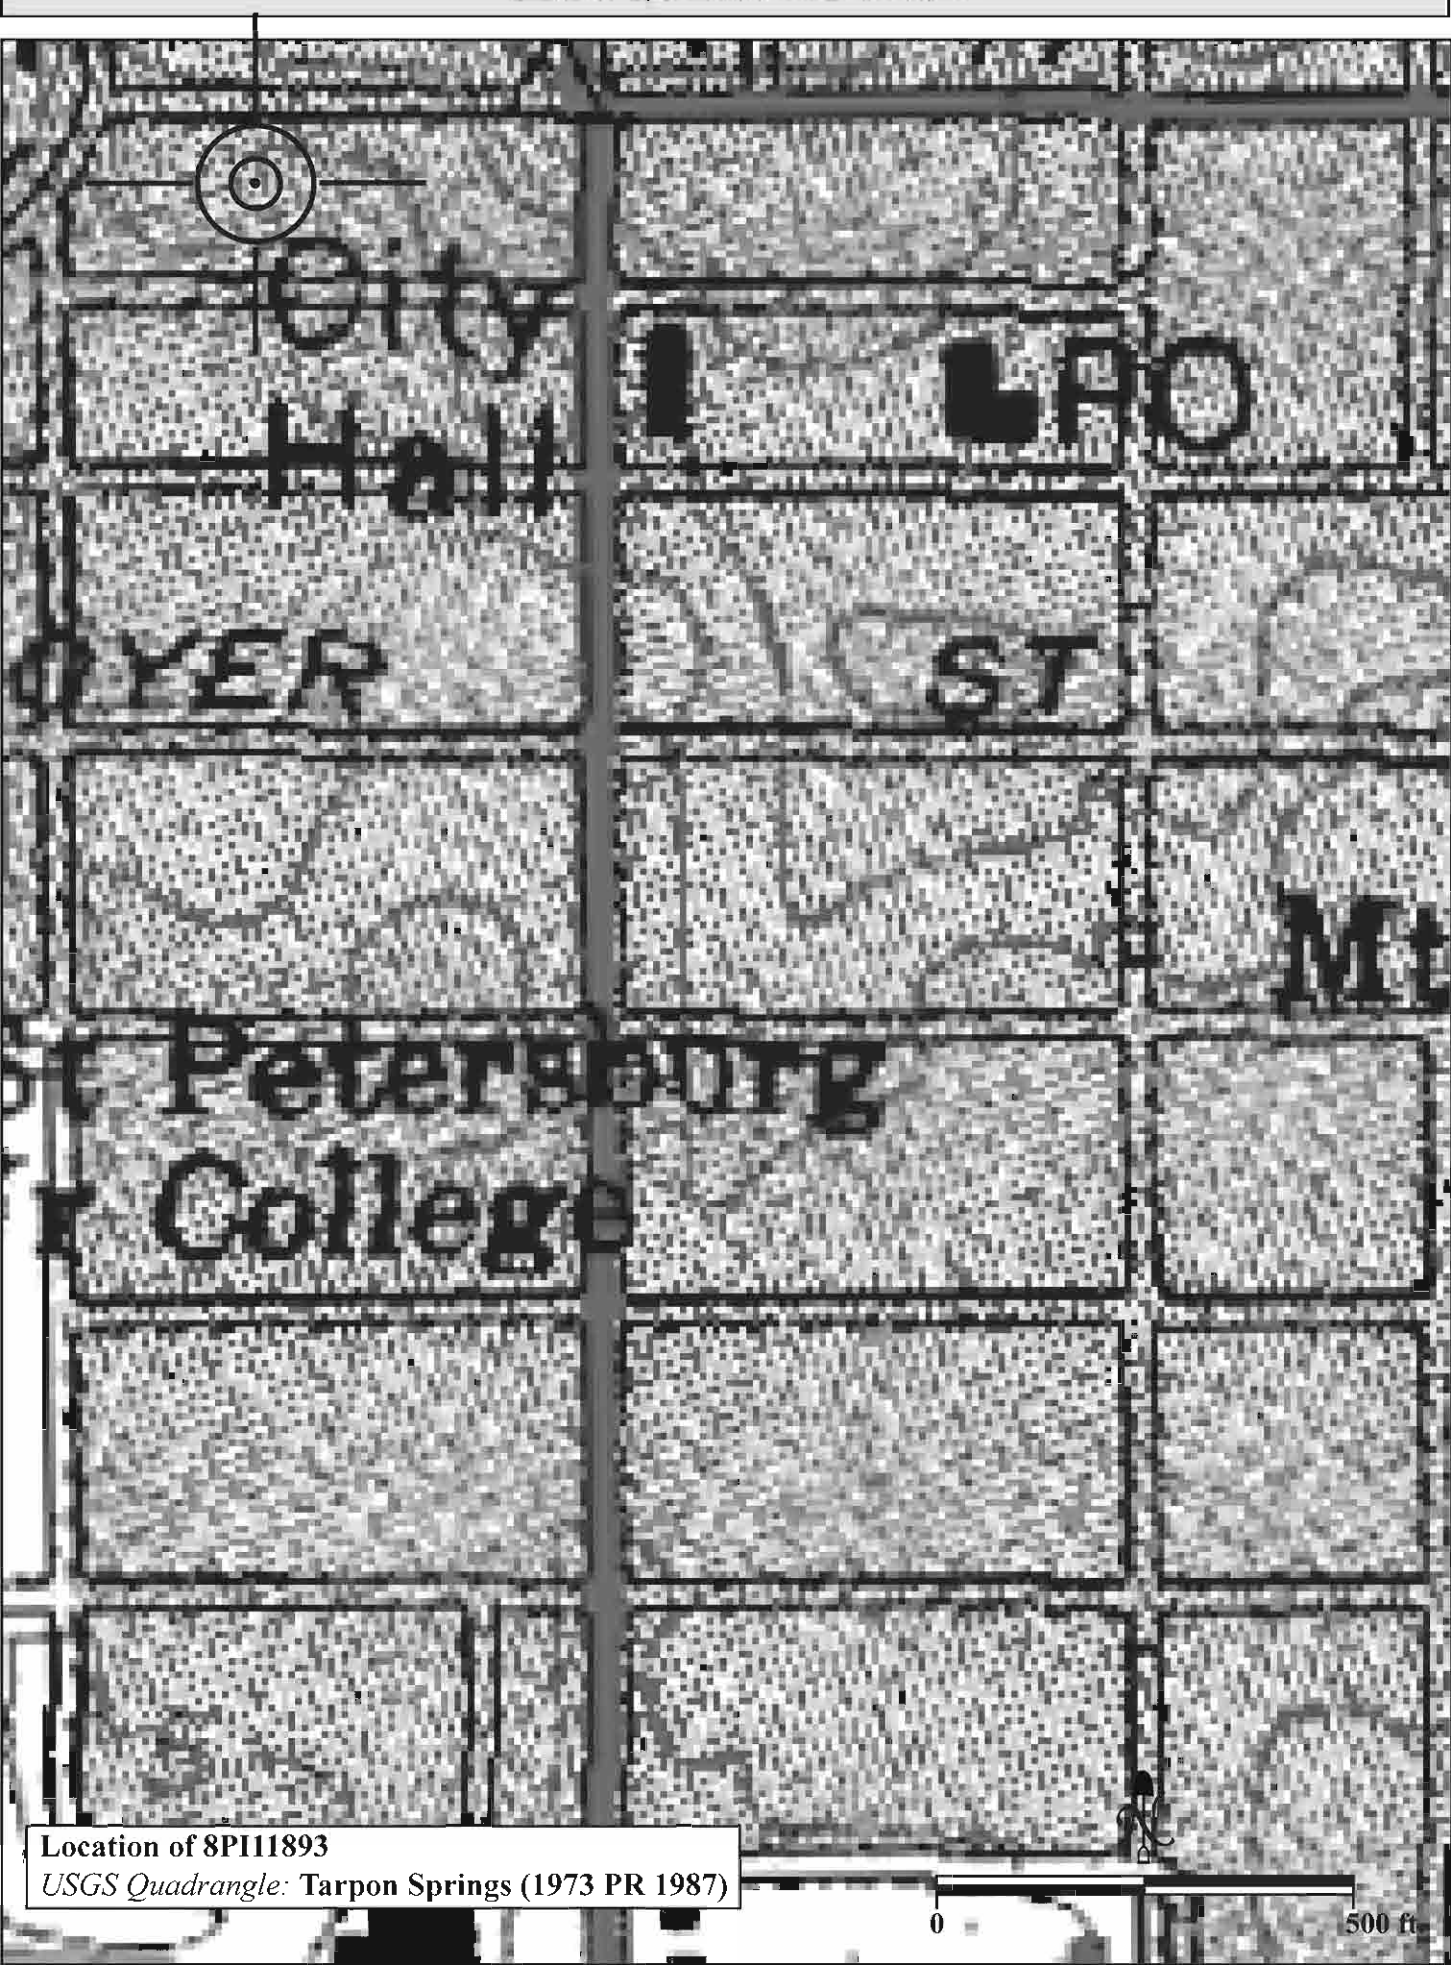 City
Hall
PO
YER
ST
Mt
t Petersburg
r College
Location of 8PI11893
USGS Quadrangle: Tarpon Springs (1973 PR 1987)
N
0
500 ft.